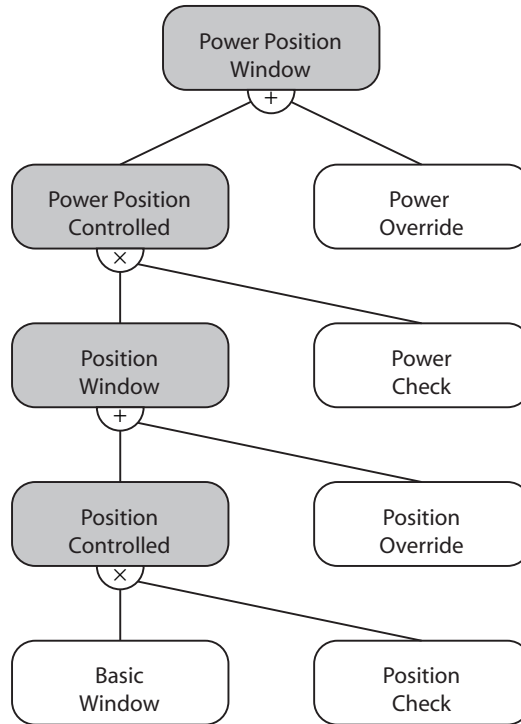 Power Position
Window
+
Power Position
Controlled
×
Power
Override
Position
Window
+
Power
Check
Position
Controlled
×
Position
Override
Basic
Window
Position
Check